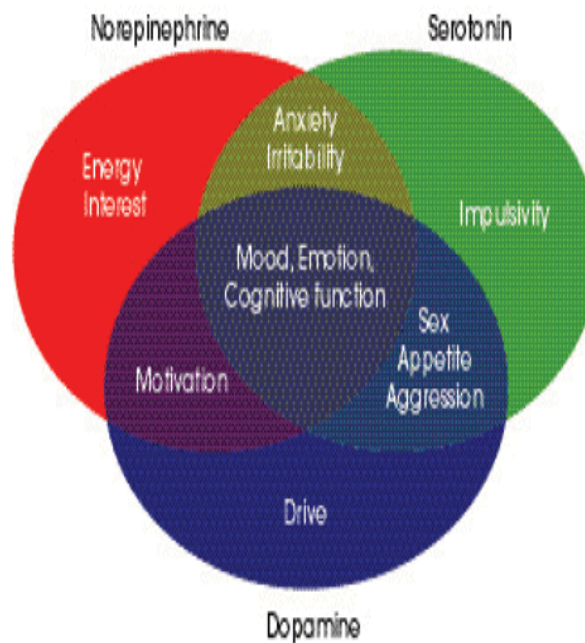 Norepinephrine
Serotonin
Anxiety
Irritability
Energy
Interest
Impulsivity
Mood, Emotion,
Cognitive function
Sex
Appetite
Aggression
Motivation
Drive
Dopamine